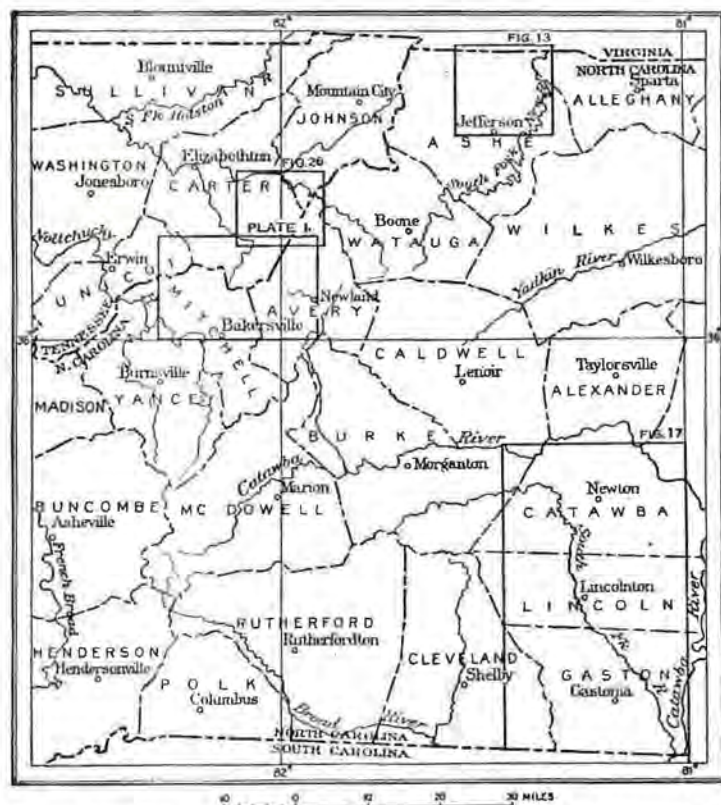 82° 81°
FIG. 13
VIRGINIA
NORTH CAROLINA
Blountville
SULLIVAN
Fk Holston
R
Mountain City
JOHNSON
Sparta
ALLEGHANY
Jefferson
ASHE
New R.
South Fork
WASHINGTON
Jonesboro
Elizabethton
CARTER
FIG. 26
PLATE I.
Boone
WATAUGA
WILKES
Yadkin River
Wilkesboro
Erwin
UNICOI
MITCHELL
Newland
AVERY
Bakersville
36° 36°
TENNESSEE
N. CAROLINA
CALDWELL
Lenoir
Taylorsville
ALEXANDER
Burnsville
YANCEY
MADISON
BURKE
River
FIG. 17
Morganton
Catawba
Marion
MC DOWELL
BUNCOMBE
Asheville
French Broad
Newton
CATAWBA
South
Lincolnton
LINCOLN
River
RUTHERFORD
Rutherfordton
HENDERSON
Hendersonville
CLEVELAND
Shelby
GASTON
Gastonia
Fk.
R.
Catawba
POLK
Columbus
Broad River
NORTH CAROLINA
SOUTH CAROLINA
82° 81°
10 0 10 20 30 MILES